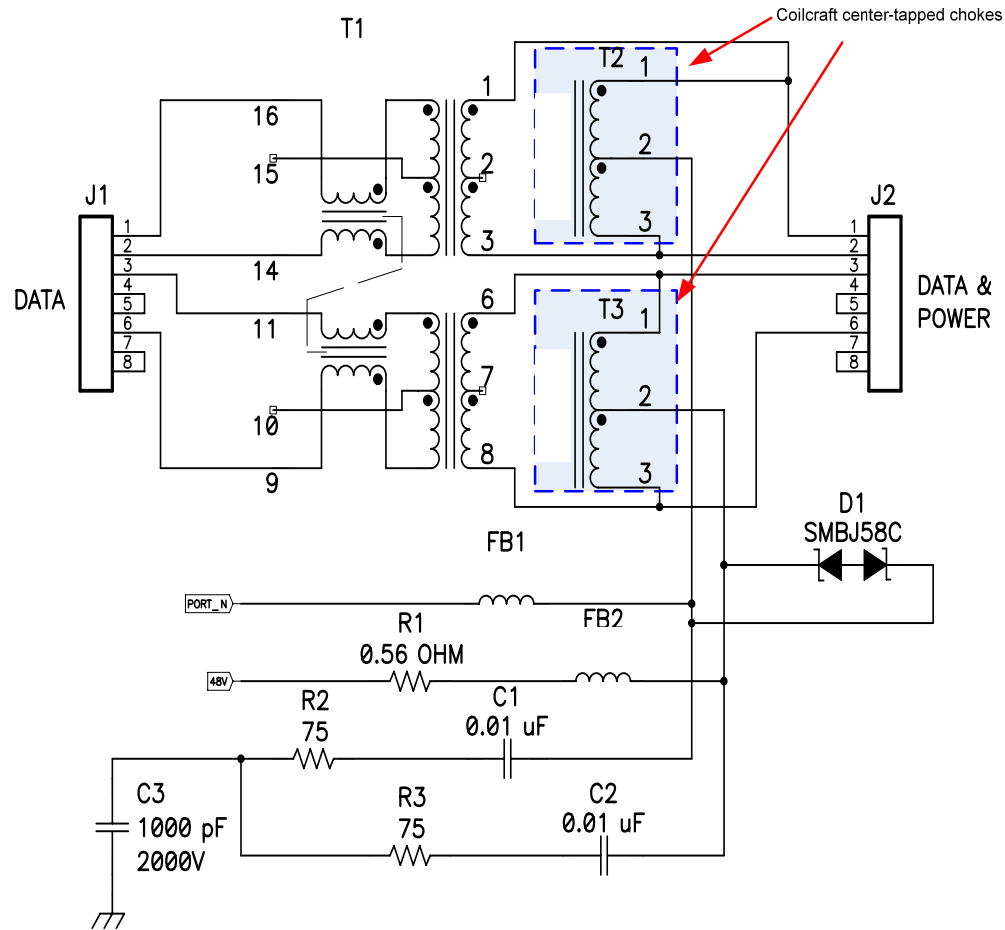 Coilcraft center-tapped chokes
T1
T2
1
1
16
2
15
2
J1
J2
3
1
3
1
2
14
2
3
6
3
4
T3
4
DATA
5
11
1
5
DATA &
6
6
POWER
7
7
7
8
2
8
10
8
3
9
D1
SMBJ58C
FB1
PORT_N
FB2
R1
0.56 OHM
48V
R2
C1
75
0.01 uF
C3
R3
C2
1000 pF
75
0.01 uF
2000V